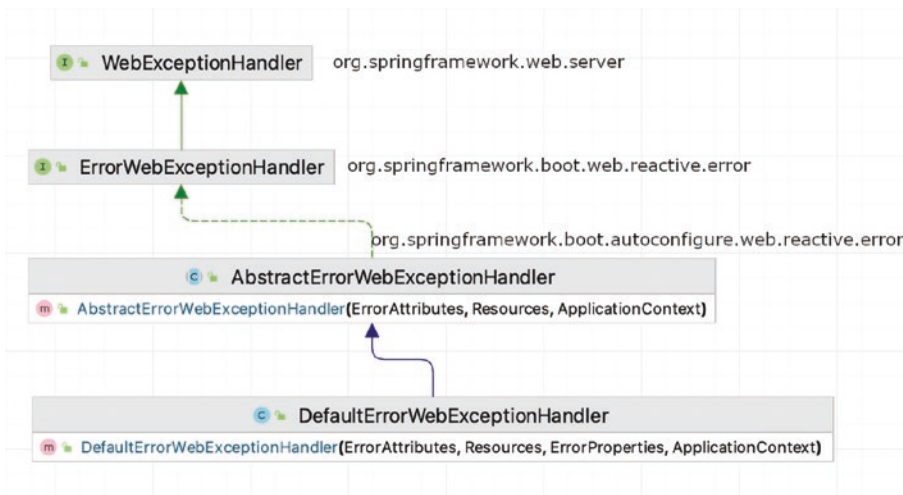 I WebExceptionHandler org.springframework.web.server
I ErrorWebExceptionHandler org.springframework.boot.web.reactive.error
org.springframework.boot.autoconfigure.web.reactive.error
C AbstractErrorWebExceptionHandler
m AbstractErrorWebExceptionHandler(ErrorAttributes, Resources, ApplicationContext)
C DefaultErrorWebExceptionHandler
m DefaultErrorWebExceptionHandler(ErrorAttributes, Resources, ErrorProperties, ApplicationContext)